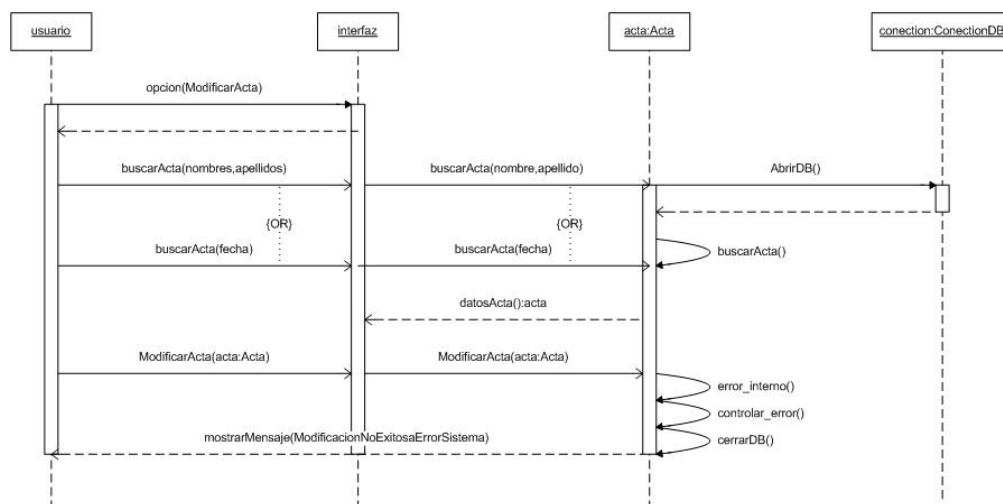 usuario
interfaz
acta:Acta
conection:ConectionDB
opcion(ModificarActa)
buscarActa(nombres,apellidos)
buscarActa(nombre,apellido)
AbrirDB()
{OR}
{OR}
buscarActa(fecha)
buscarActa(fecha)
buscarActa()
datosActa():acta
ModificarActa(acta:Acta)
ModificarActa(acta:Acta)
error_interno()
controlar_error()
mostrarMensaje(ModificacionNoExitosaErrorSistema)
cerrarDB()